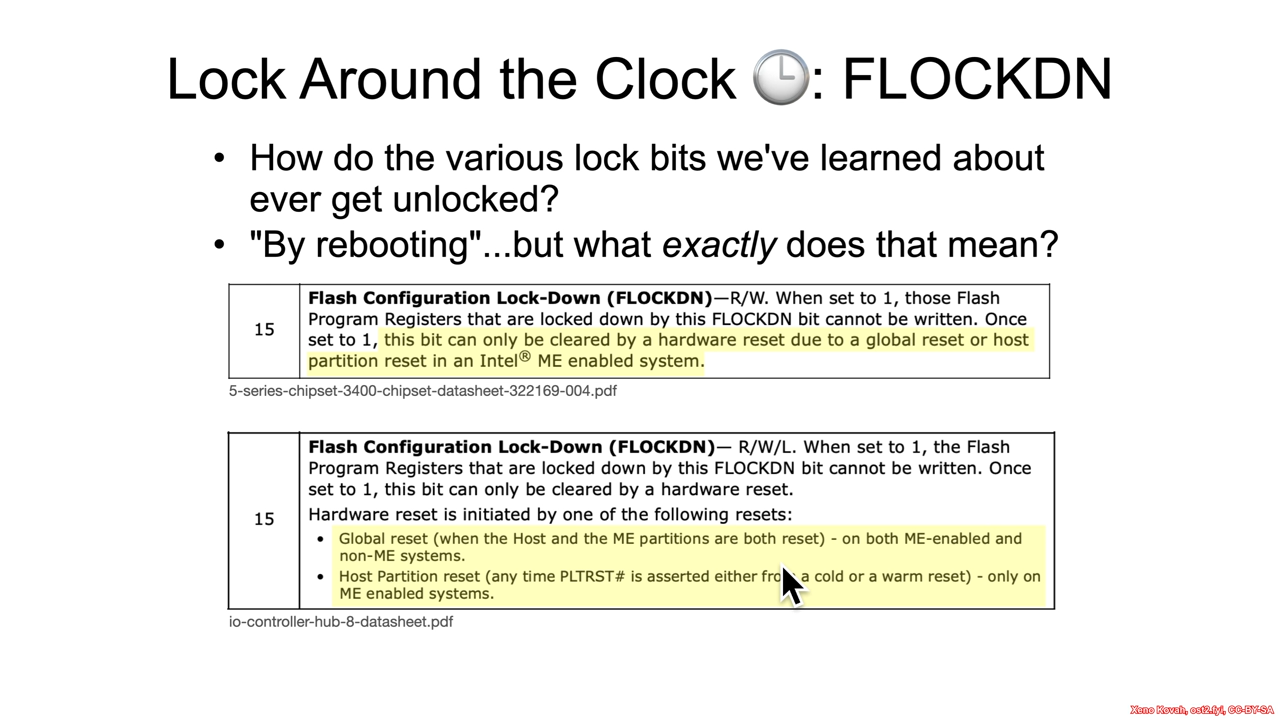 Lock Around the Clock 🕒: FLOCKDN
• How do the various lock bits we've learned about
ever get unlocked?
• "By rebooting"...but what exactly does that mean?
15
Flash Configuration Lock-Down (FLOCKDN)—R/W. When set to 1, those Flash
Program Registers that are locked down by this FLOCKDN bit cannot be written. Once
set to 1, this bit can only be cleared by a hardware reset due to a global reset or host
partition reset in an Intel® ME enabled system.
5-series-chipset-3400-chipset-datasheet-322169-004.pdf
15
Flash Configuration Lock-Down (FLOCKDN)— R/W/L. When set to 1, the Flash
Program Registers that are locked down by this FLOCKDN bit cannot be written. Once
set to 1, this bit can only be cleared by a hardware reset.
Hardware reset is initiated by one of the following resets:
• Global reset (when the Host and the ME partitions are both reset) - on both ME-enabled and
non-ME systems.
• Host Partition reset (any time PLTRST# is asserted either from a cold or a warm reset) - only on
ME enabled systems.
io-controller-hub-8-datasheet.pdf
Xeno Kovah, ost2.fyi, CC-BY-SA